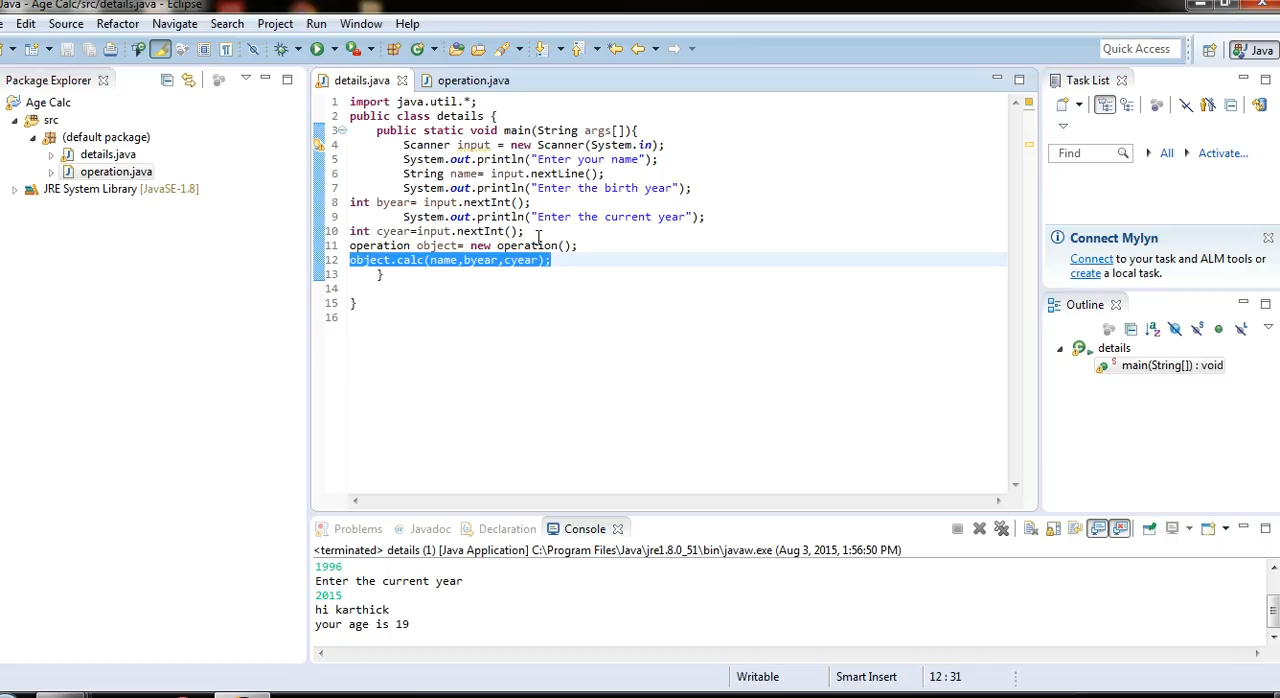 Java - Age Calc/src/details.java - Eclipse
Edit Source Refactor Navigate Search Project Run Window Help
Quick Access
Java
Package Explorer
details.java
operation.java
Task List
Age Calc
src
(default package)
details.java
operation.java
JRE System Library [JavaSE-1.8]
1 import java.util.*;
2 public class details {
3 public static void main(String args[]){
4 Scanner input = new Scanner(System.in);
5 System.out.println("Enter your name");
6 String name= input.nextLine();
7 System.out.println("Enter the birth year");
8 int byear= input.nextInt();
9 System.out.println("Enter the current year");
10 int cyear=input.nextInt();
11 operation object= new operation();
12 object.calc(name,byear,cyear);
13 }
14
15 }
16
Find
All
Activate...
Connect Mylyn
Connect to your task and ALM tools or
create a local task.
Outline
details
main(String[]) : void
Problems @ Javadoc Declaration Console
<terminated> details (1) [Java Application] C:\Program Files\Java\jre1.8.0_51\bin\javaw.exe (Aug 3, 2015, 1:56:50 PM)
1996
Enter the current year
2015
hi karthick
your age is 19
Writable
Smart Insert
12 : 31